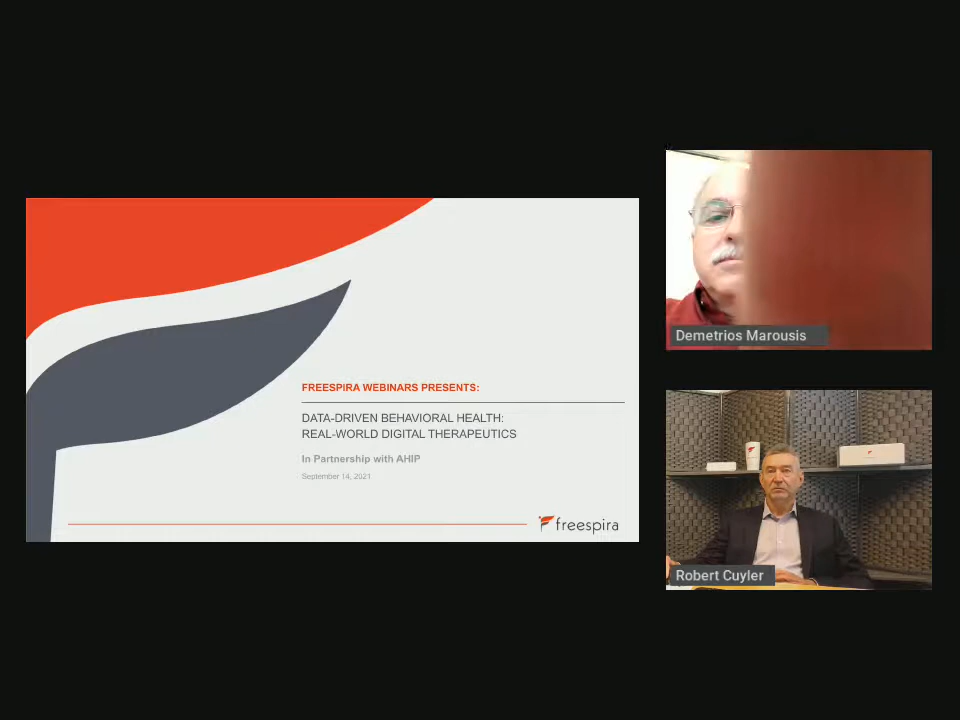 FREESPIRA WEBINARS PRESENTS:
DATA-DRIVEN BEHAVIORAL HEALTH:
REAL-WORLD DIGITAL THERAPEUTICS
In Partnership with AHIP
September 14, 2021
freespira
Demetrios Marousis
Robert Cuyler